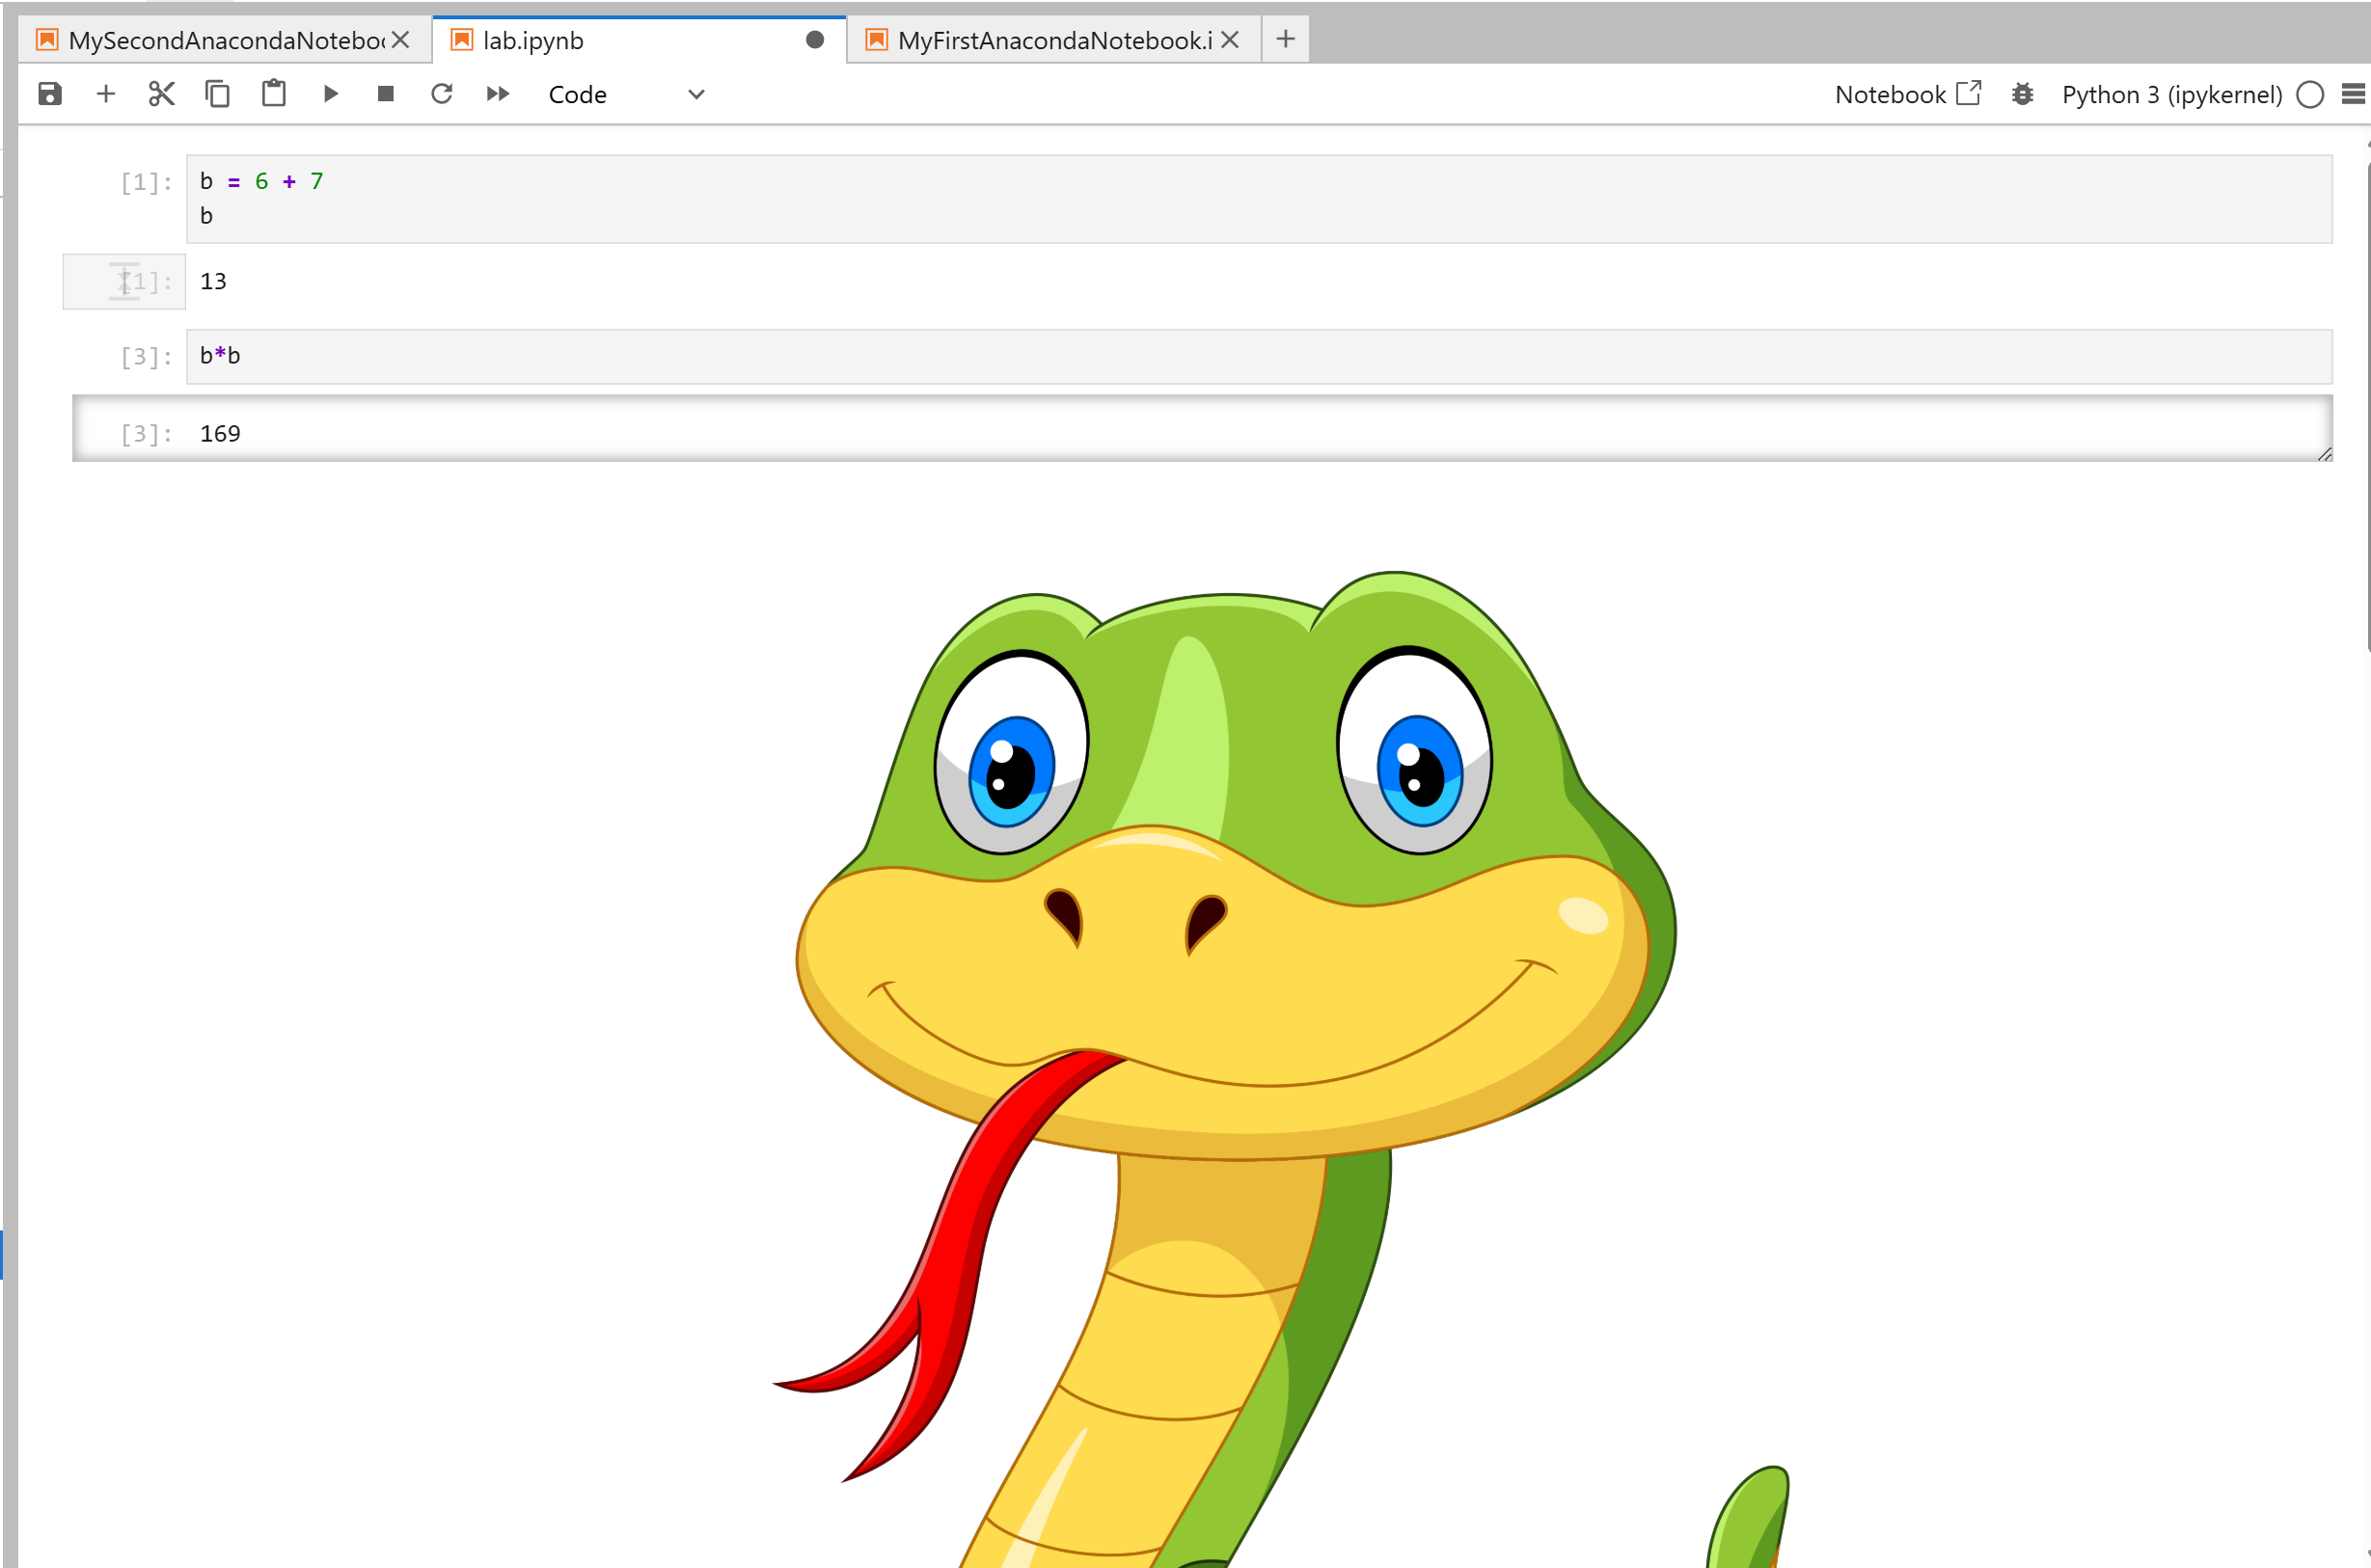 MySecondAnacondaNoteboo
lab.ipynb
MyFirstAnacondaNotebook.i
Code
Notebook
Python 3 (ipykernel)
[1]:
b = 6 + 7
b
[1]:
13
[3]:
b*b
[3]:
169